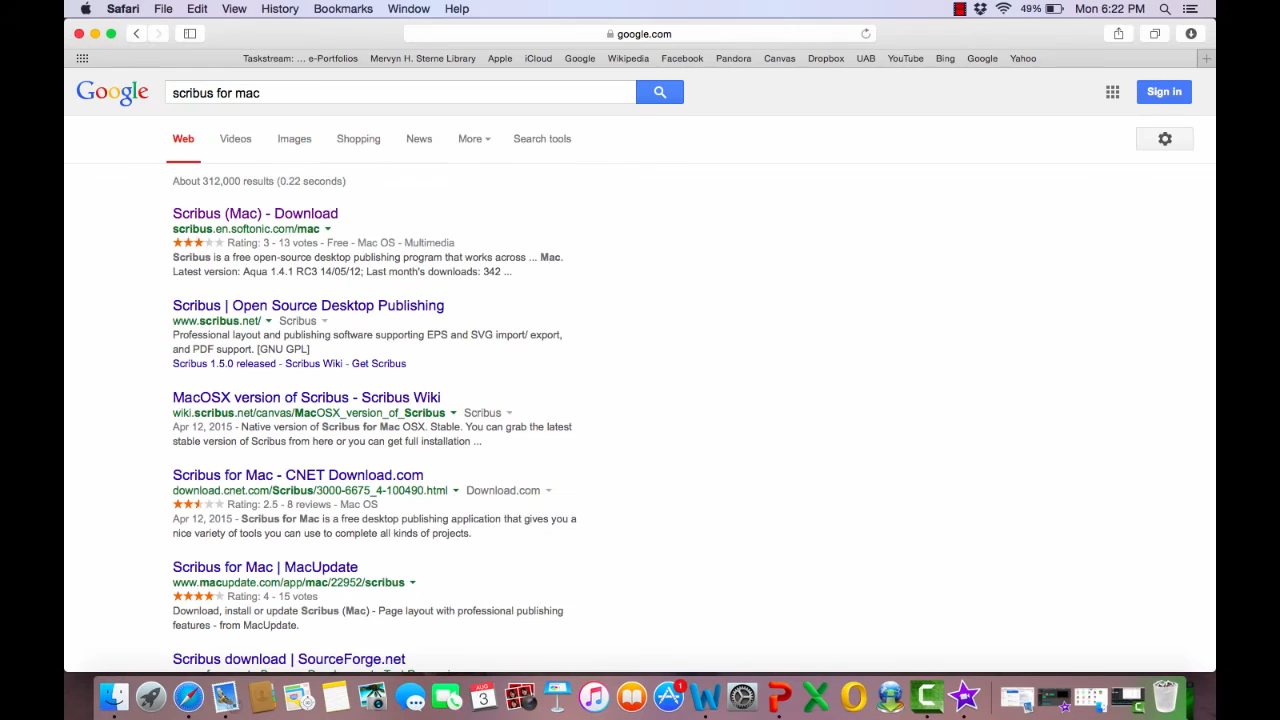 Safari File Edit View History Bookmarks Window Help 49% Mon 6:22 PM
google.com
Taskstream: ... e-Portfolios Mervyn H. Sterne Library Apple iCloud Google Wikipedia Facebook Pandora Canvas Dropbox UAB YouTube Bing Google Yahoo
Google scribus for mac Sign in
Web Videos Images Shopping News More Search tools
About 312,000 results (0.22 seconds)
Scribus (Mac) - Download
scribus.en.softonic.com/mac
Rating: 3 - 13 votes - Free - Mac OS - Multimedia
Scribus is a free open-source desktop publishing program that works across ... Mac.
Latest version: Aqua 1.4.1 RC3 14/05/12; Last month's downloads: 342 ...
Scribus | Open Source Desktop Publishing
www.scribus.net/ Scribus
Professional layout and publishing software supporting EPS and SVG import/ export,
and PDF support. [GNU GPL]
Scribus 1.5.0 released - Scribus Wiki - Get Scribus
MacOSX version of Scribus - Scribus Wiki
wiki.scribus.net/canvas/MacOSX_version_of_Scribus Scribus
Apr 12, 2015 - Native version of Scribus for Mac OSX. Stable. You can grab the latest
stable version of Scribus from here or you can get full installation ...
Scribus for Mac - CNET Download.com
download.cnet.com/Scribus/3000-6675_4-100490.html Download.com
Rating: 2.5 - 8 reviews - Mac OS
Apr 12, 2015 - Scribus for Mac is a free desktop publishing application that gives you a
nice variety of tools you can use to complete all kinds of projects.
Scribus for Mac | MacUpdate
www.macupdate.com/app/mac/22952/scribus
Rating: 4 - 15 votes
Download, install or update Scribus (Mac) - Page layout with professional publishing
features - from MacUpdate.
Scribus download | SourceForge.net
AUG
3
1